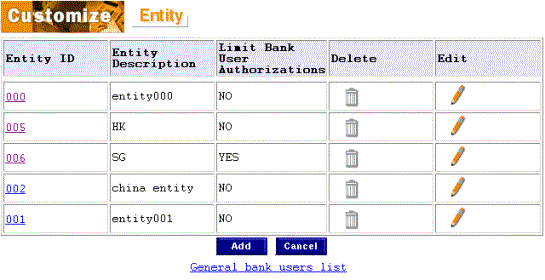 Customize Entity
Entity ID Entity Description Limit Bank User Authorizations Delete Edit
000 entity000 NO
005 HK NO
006 SG YES
002 china entity NO
001 entity001 NO
Add Cancel
General bank users list